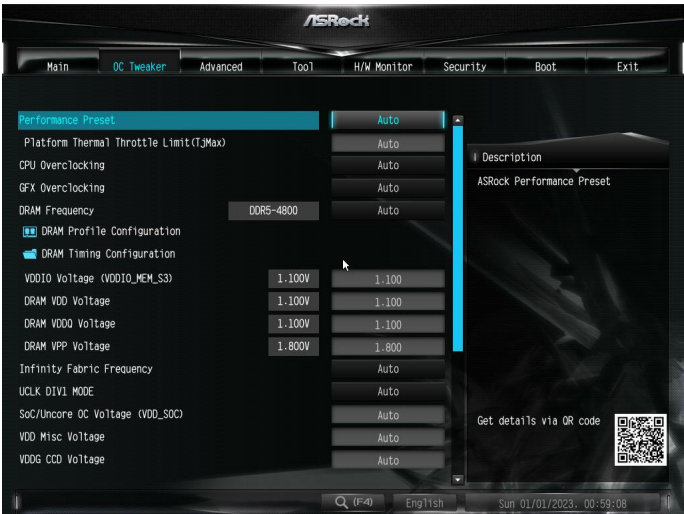 ASRock
Main OC Tweaker Advanced Tool H/W Monitor Security Boot Exit
Performance Preset Auto
Platform Thermal Throttle Limit(TjMax) Auto
CPU Overclocking Auto
GFX Overclocking Auto
DRAM Frequency DDR5-4800 Auto
DRAM Profile Configuration
DRAM Timing Configuration
VDDIO Voltage (VDDIO_MEM_S3) 1.100V 1.100
DRAM VDD Voltage 1.100V 1.100
DRAM VDDQ Voltage 1.100V 1.100
DRAM VPP Voltage 1.800V 1.800
Infinity Fabric Frequency Auto
UCLK DIV1 MODE Auto
SoC/Uncore OC Voltage (VDD_SOC) Auto
VDD Misc Voltage Auto
VDDG CCD Voltage Auto
Description
ASRock Performance Preset
Get details via QR code
(F4) English Sun 01/01/2023. 00:59:08